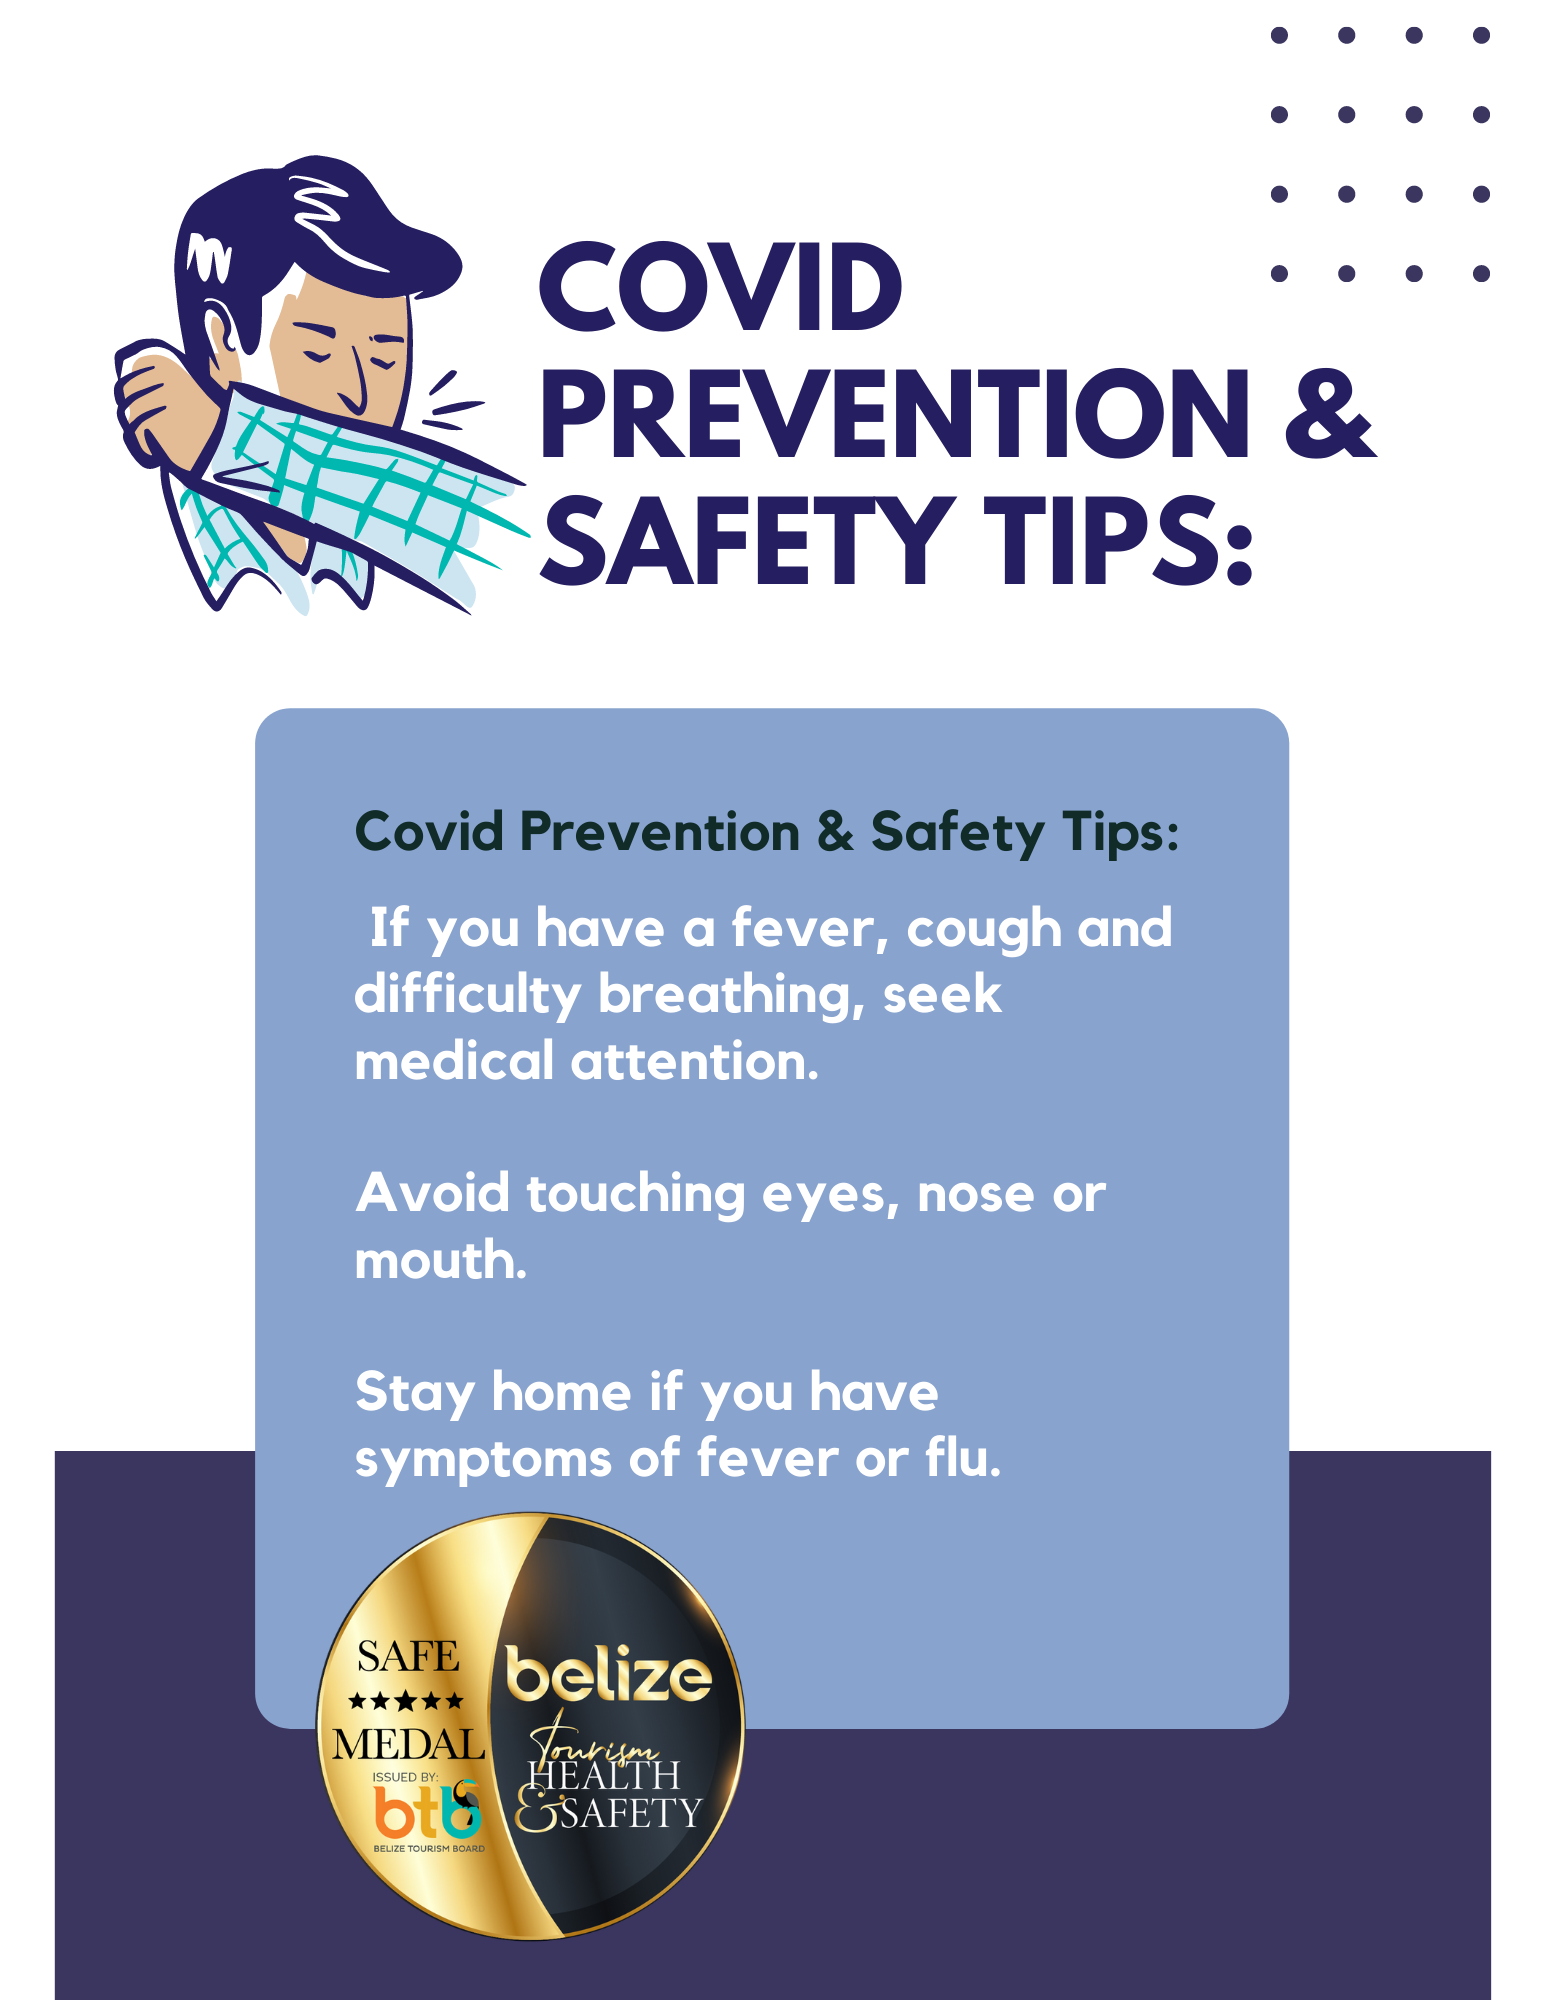 COVID
PREVENTION &
SAFETY TIPS:
Covid Prevention & Safety Tips:
If you have a fever, cough and
difficulty breathing, seek
medical attention.
Avoid touching eyes, nose or
mouth.
Stay home if you have
symptoms of fever or flu.
SAFE
MEDAL
ISSUED BY:
btb
BELIZE TOURISM BOARD
belize
Tourism
HEALTH
&SAFETY